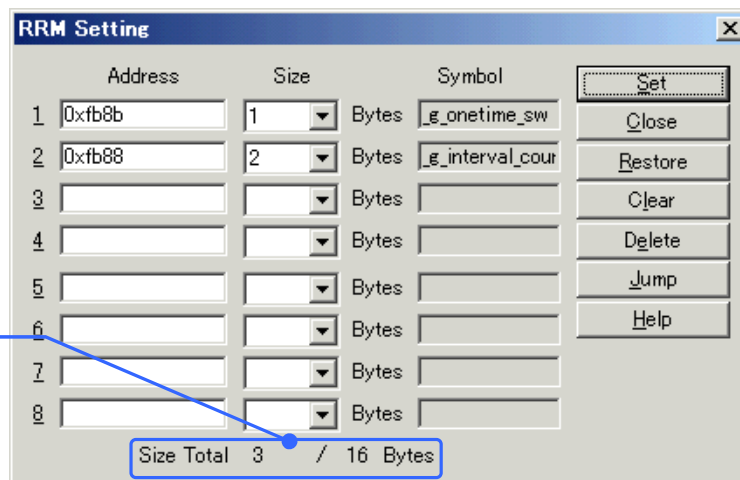 RRM Setting
Address Size Symbol
1 0xfb8b 1 Bytes _g_onetime_sw
2 0xfb88 2 Bytes _g_interval_cour
3 Bytes
4 Bytes
5 Bytes
6 Bytes
7 Bytes
8 Bytes
Size Total 3 / 16 Bytes
Set
Close
Restore
Clear
Delete
Jump
Help